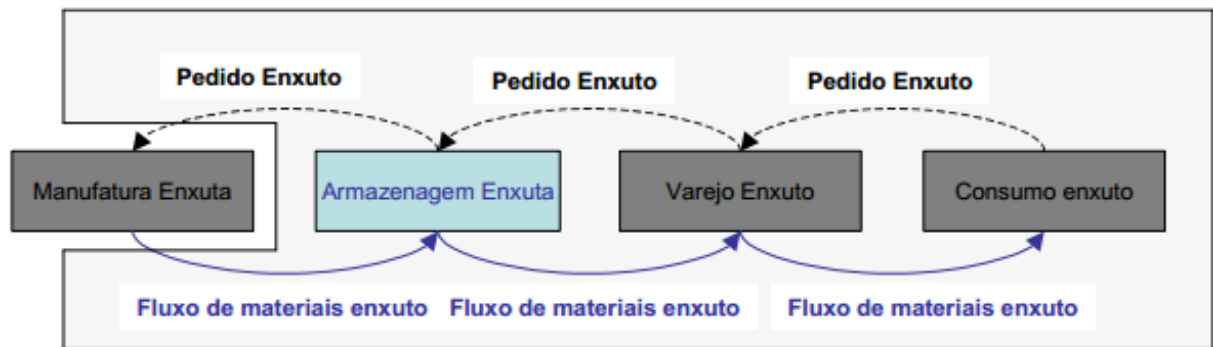 Pedido Enxuto
Pedido Enxuto
Pedido Enxuto
Manufatura Enxuta
Armazenagem Enxuta
Varejo Enxuto
Consumo enxuto
Fluxo de materiais enxuto
Fluxo de materiais enxuto
Fluxo de materiais enxuto